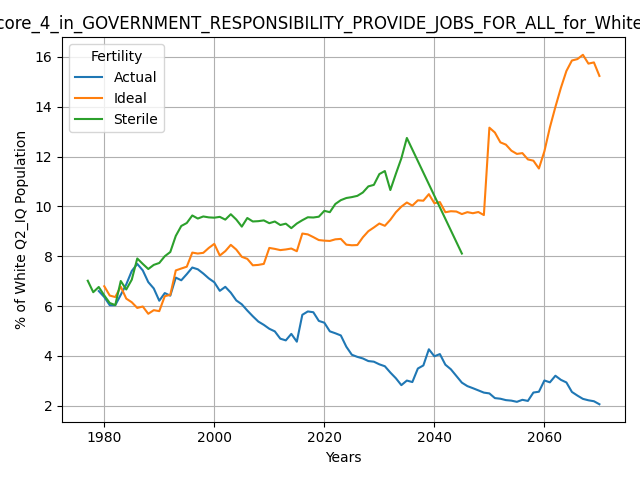 core_4_in_GOVERNMENT_RESPONSIBILITY_PROVIDE_JOBS_FOR_ALL_for_White
Fertility
Actual
Ideal
Sterile
% of White Q2_IQ Population
16
14
12
10
8
6
4
2
1980 2000 2020 2040 2060
Years